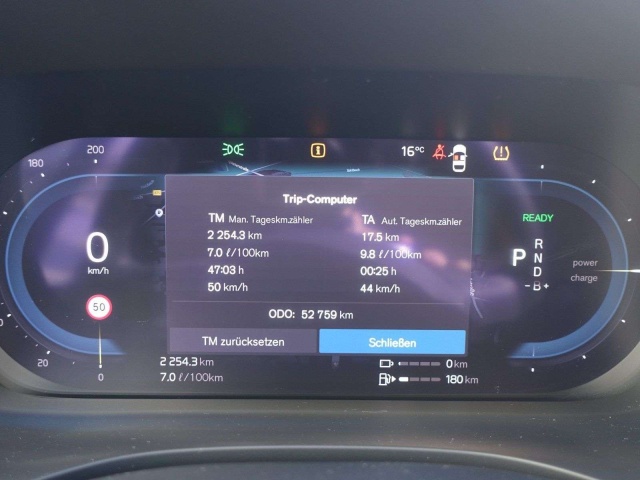 200
180
16°C
Trip-Computer
TM Man. Tageskm.zähler
2 254.3 km
7.0 ℓ/100km
47:03 h
50 km/h
TA Aut. Tageskm.zähler
17.5 km
9.8 ℓ/100km
00:25 h
44 km/h
ODO: 52 759 km
TM zurücksetzen
Schließen
0
km/h
50
20
0
READY
P
R
N
D
-B+
power
charge
2 254.3 km
7.0 ℓ/100km
0 km
180 km